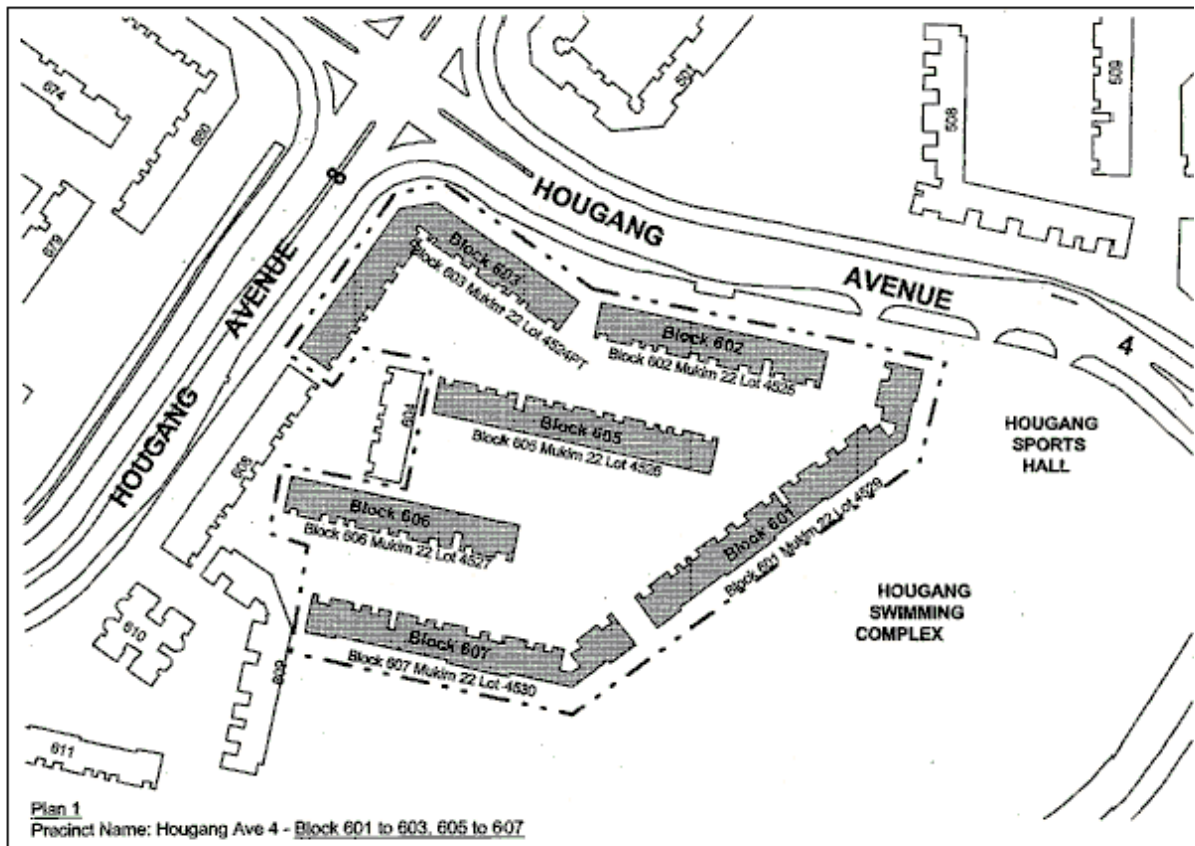 674
680
679
504
508
509
HOUGANG
AVENUE
4
HOUGANG
AVENUE
Block 603
Block 603 Mukim 22 Lot 4524PT
Block 602
Block 602 Mukim 22 Lot 4525
604
Block 605
Block 605 Mukim 22 Lot 4526
608
Block 606
Block 606 Mukim 22 Lot 4527
Block 601
Block 601 Mukim 22 Lot 4529
HOUGANG
SPORTS
HALL
HOUGANG
SWIMMING
COMPLEX
610
609
Block 607
Block 607 Mukim 22 Lot 4530
611
Plan 1
Precinct Name: Hougang Ave 4 - Block 601 to 603, 605 to 607